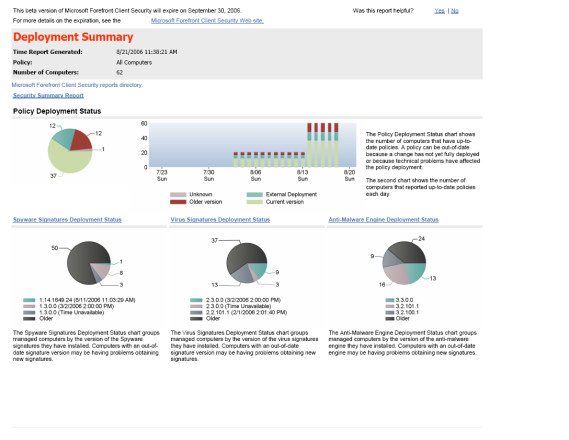 This beta version of Microsoft Forefront Client Security will expire on September 30, 2006.
Was this report helpful? Yes | No
For more details on the expiration, see the Microsoft Forefront Client Security Web site.
Deployment Summary
Time Report Generated: 8/21/2006 11:38:21 AM
Policy: All Computers
Number of Computers: 62
Microsoft Forefront Client Security reports directory.
Security Summary Report
Policy Deployment Status
12
12
1
37
60
40
20
0
7/23 Sun
7/30 Sun
8/06 Sun
8/13 Sun
8/20 Sun
Unknown
External Deployment
Older version
Current version
The Policy Deployment Status chart shows
the number of computers that have up-to-
date policies. A policy can be out-of-date
because a change has not yet fully deployed
or because technical problems have affected
the policy deployment.
The second chart shows the number of
computers that reported up-to-date policies
each day.
Spyware Signatures Deployment Status
50
1
8
3
1.14.1649.24 (8/11/2006 11:03:29 AM)
1.3.0.0 (3/2/2006 2:00:00 PM)
1.3.0.0 (Time Unavailable)
Older
The Spyware Signatures Deployment Status chart groups
managed computers by the version of the Spyware
signatures they have installed. Computers with an out-of-
date signature version may be having problems obtaining
new signatures.
Virus Signatures Deployment Status
37
9
3
13
2.3.0.0 (3/2/2006 2:00:00 PM)
2.3.0.0 (Time Unavailable)
2.2.101.1 (2/1/2006 2:01:40 PM)
Older
The Virus Signatures Deployment Status chart groups
managed computers by the version of the virus signatures
they have installed. Computers with an out-of-date
signature version may be having problems obtaining new
signatures.
Anti-Malware Engine Deployment Status
24
9
16
13
3.3.0.0
3.2.101.1
3.2.100.1
Older
The Anti-Malware Engine Deployment Status chart groups
managed computers by the version of the anti-malware
engine they have installed. Computers with an out-of-date
engine may be having problems obtaining new signatures.